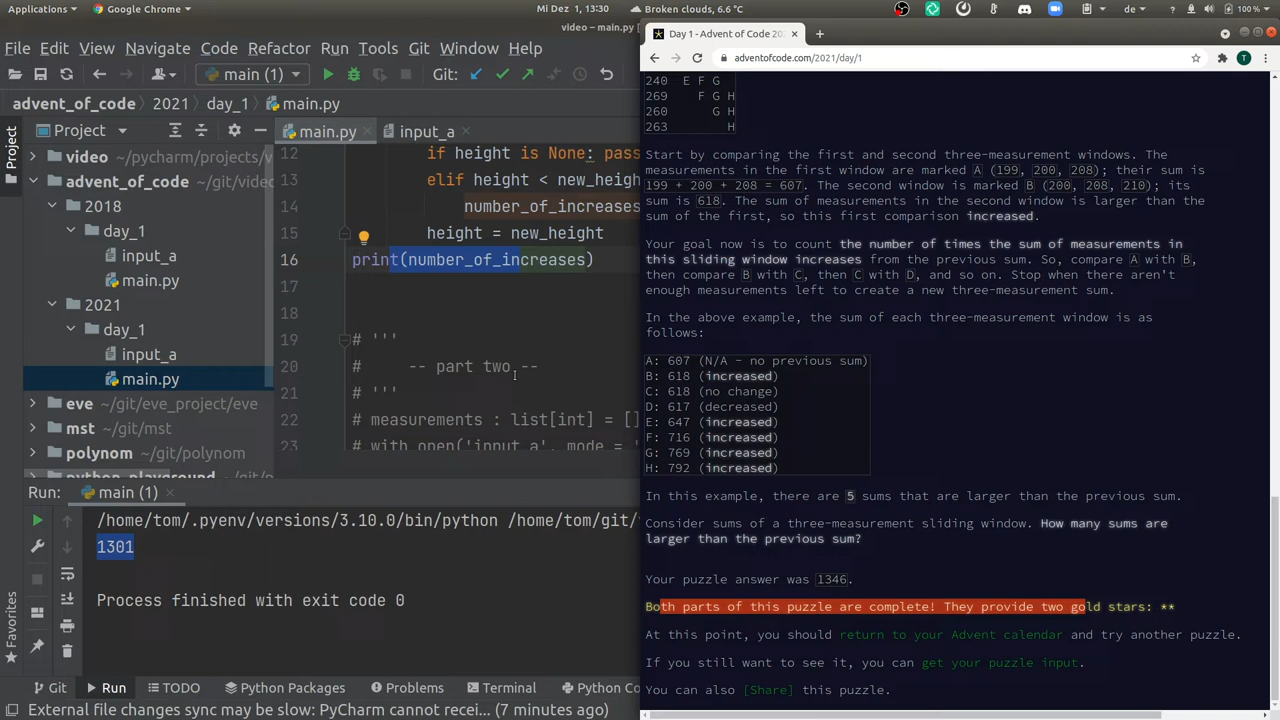 Applications
Google Chrome
Mi Dez 1, 13:30
Broken clouds, 6.6 °C
de
100 %
File Edit View Navigate Code Refactor Run Tools Git Window
video – main.py
Day 1 - Advent of Code 202
main (1)
Git:
adventofcode.com/2021/day/1
T
dvent_of_code
2021
day_1
main.py
Project
main.py
input_a
Project
video ~/pycharm/projects/v
advent_of_code ~/git/video
2018
day_1
input_a
main.py
2021
day_1
input_a
main.py
eve ~/git/eve_project/eve
mst ~/git/mst
polynom ~/git/polynom
12 if height is None: pass
13 elif height < new_heigh
14 number_of_increases
15 height = new_height
16 print(number_of_increases)
17
18
19 # '''
20 # -- part two --
21 # '''
22 # measurements : list[int] = []
23 # with open('input_a', mode = '
Run: main (1)
/home/tom/.pyenv/versions/3.10.0/bin/python /home/tom/git/
1301
Process finished with exit code 0
Favorites
Git Run TODO Python Packages Problems Terminal Python Co
External file changes sync may be slow: PyCharm cannot recei... (7 minutes ago)
240 E F G
269 F G H
260 G H
263 H
Start by comparing the first and second three-measurement windows. The
measurements in the first window are marked A (199, 200, 208); their sum is
199 + 200 + 208 = 607. The second window is marked B (200, 208, 210); its
sum is 618. The sum of measurements in the second window is larger than the
sum of the first, so this first comparison increased.
Your goal now is to count the number of times the sum of measurements in
this sliding window increases from the previous sum. So, compare A with B,
then compare B with C, then C with D, and so on. Stop when there aren't
enough measurements left to create a new three-measurement sum.
In the above example, the sum of each three-measurement window is as
follows:
A: 607 (N/A - no previous sum)
B: 618 (increased)
C: 618 (no change)
D: 617 (decreased)
E: 647 (increased)
F: 716 (increased)
G: 769 (increased)
H: 792 (increased)
In this example, there are 5 sums that are larger than the previous sum.
Consider sums of a three-measurement sliding window. How many sums are
larger than the previous sum?
Your puzzle answer was 1346.
Both parts of this puzzle are complete! They provide two gold stars: **
At this point, you should return to your Advent calendar and try another puzzle.
If you still want to see it, you can get your puzzle input.
You can also [Share] this puzzle.